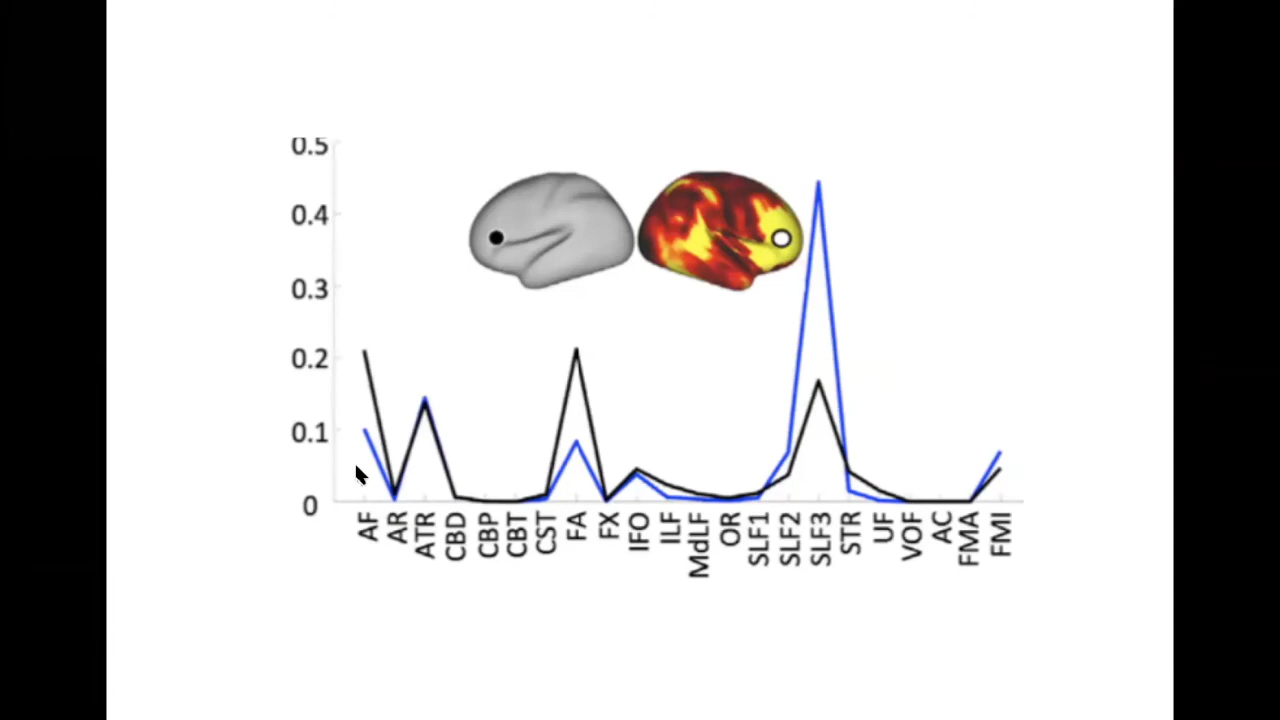 0.5
0.4
0.3
0.2
0.1
0
AF
AR
ATR
CBD
CBP
CBT
CST
FA
FX
IFO
ILF
MdLF
OR
SLF1
SLF2
SLF3
STR
UF
VOF
AC
FMA
FMI